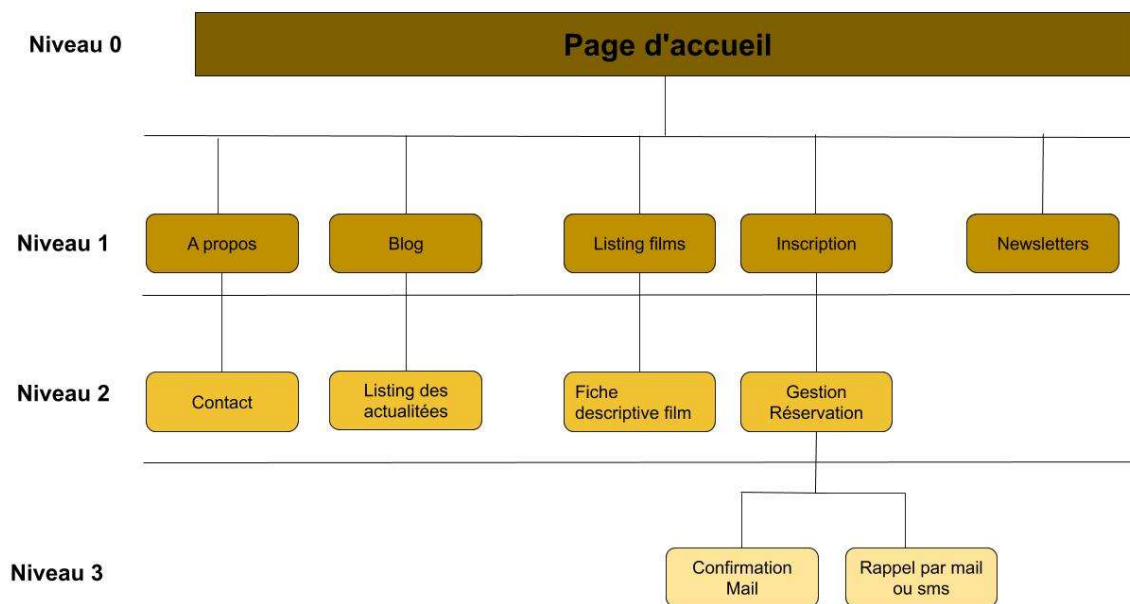 Niveau 0
Page d'accueil
Niveau 1
A propos
Blog
Listing films
Inscription
Newsletters
Niveau 2
Contact
Listing des
actualitées
Fiche
descriptive film
Gestion
Réservation
Niveau 3
Confirmation
Mail
Rappel par mail
ou sms